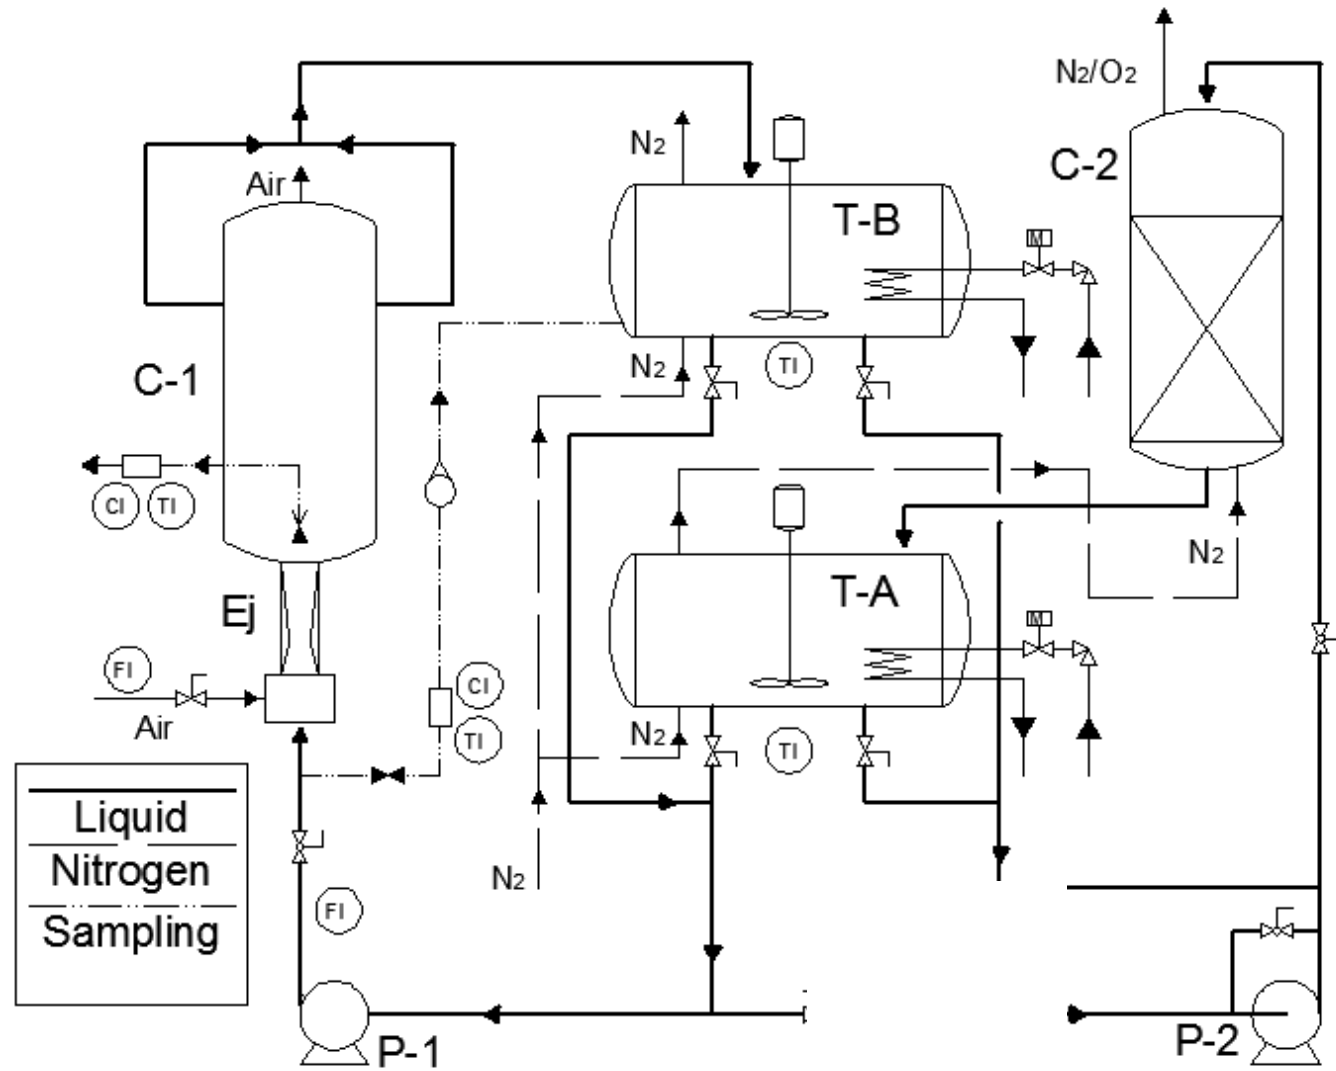 N2/O2
C-2
N2
Air
T-B
M
C-1
N2
TI
CI
TI
T-A
N2
Ej
M
FI
CI
Air
TI
N2
TI
Liquid
Nitrogen
N2
Sampling
FI
P-1
P-2